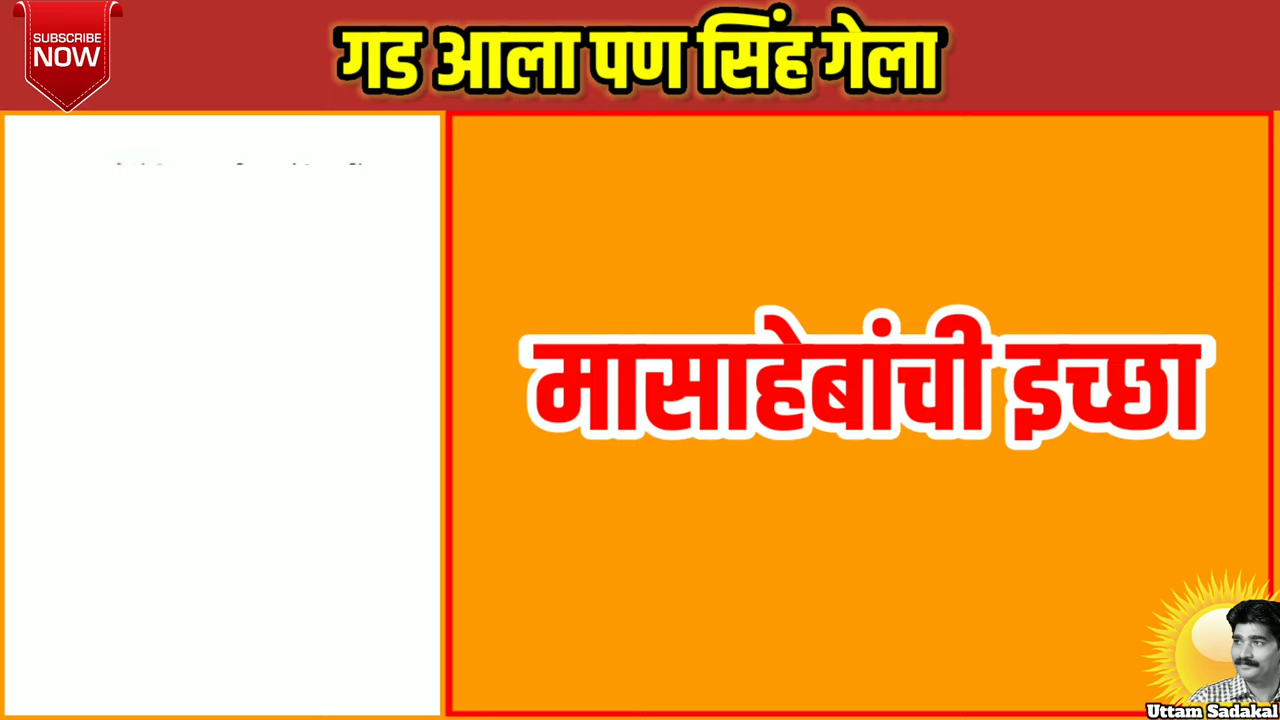 SUBSCRIBE
NOW
गड आला पण सिंह गेला
मासाहेबांची इच्छा
Uttam Sadakal